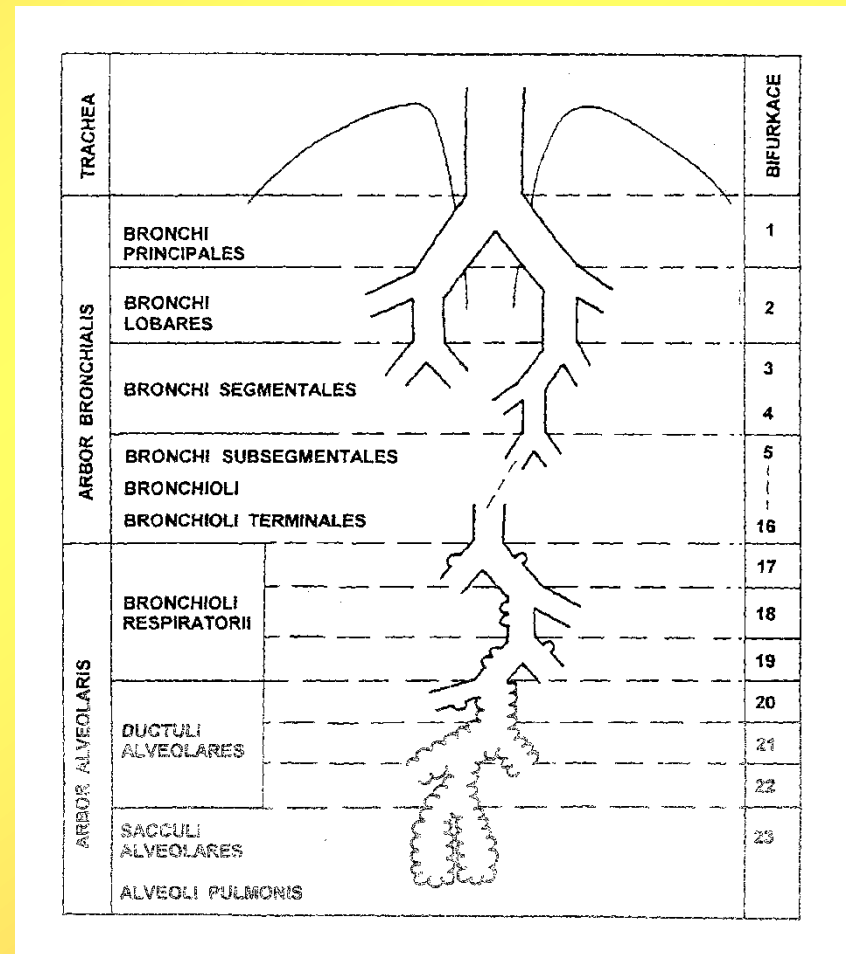 TRACHEA
BIFURKACE
ARBOR BRONCHIALIS
BRONCHI
PRINCIPALES
1
BRONCHI
LOBARES
2
BRONCHI SEGMENTALES
3
4
BRONCHI SUBSEGMENTALES
5
BRONCHIOLI
BRONCHIOLI TERMINALES
16
ARBOR ALVEOLARIS
BRONCHIOLI
RESPIRATORII
17
18
19
DUCTULI
ALVEOLARES
20
21
22
SACCULI
ALVEOLARES
23
ALVEOLI PULMONIS